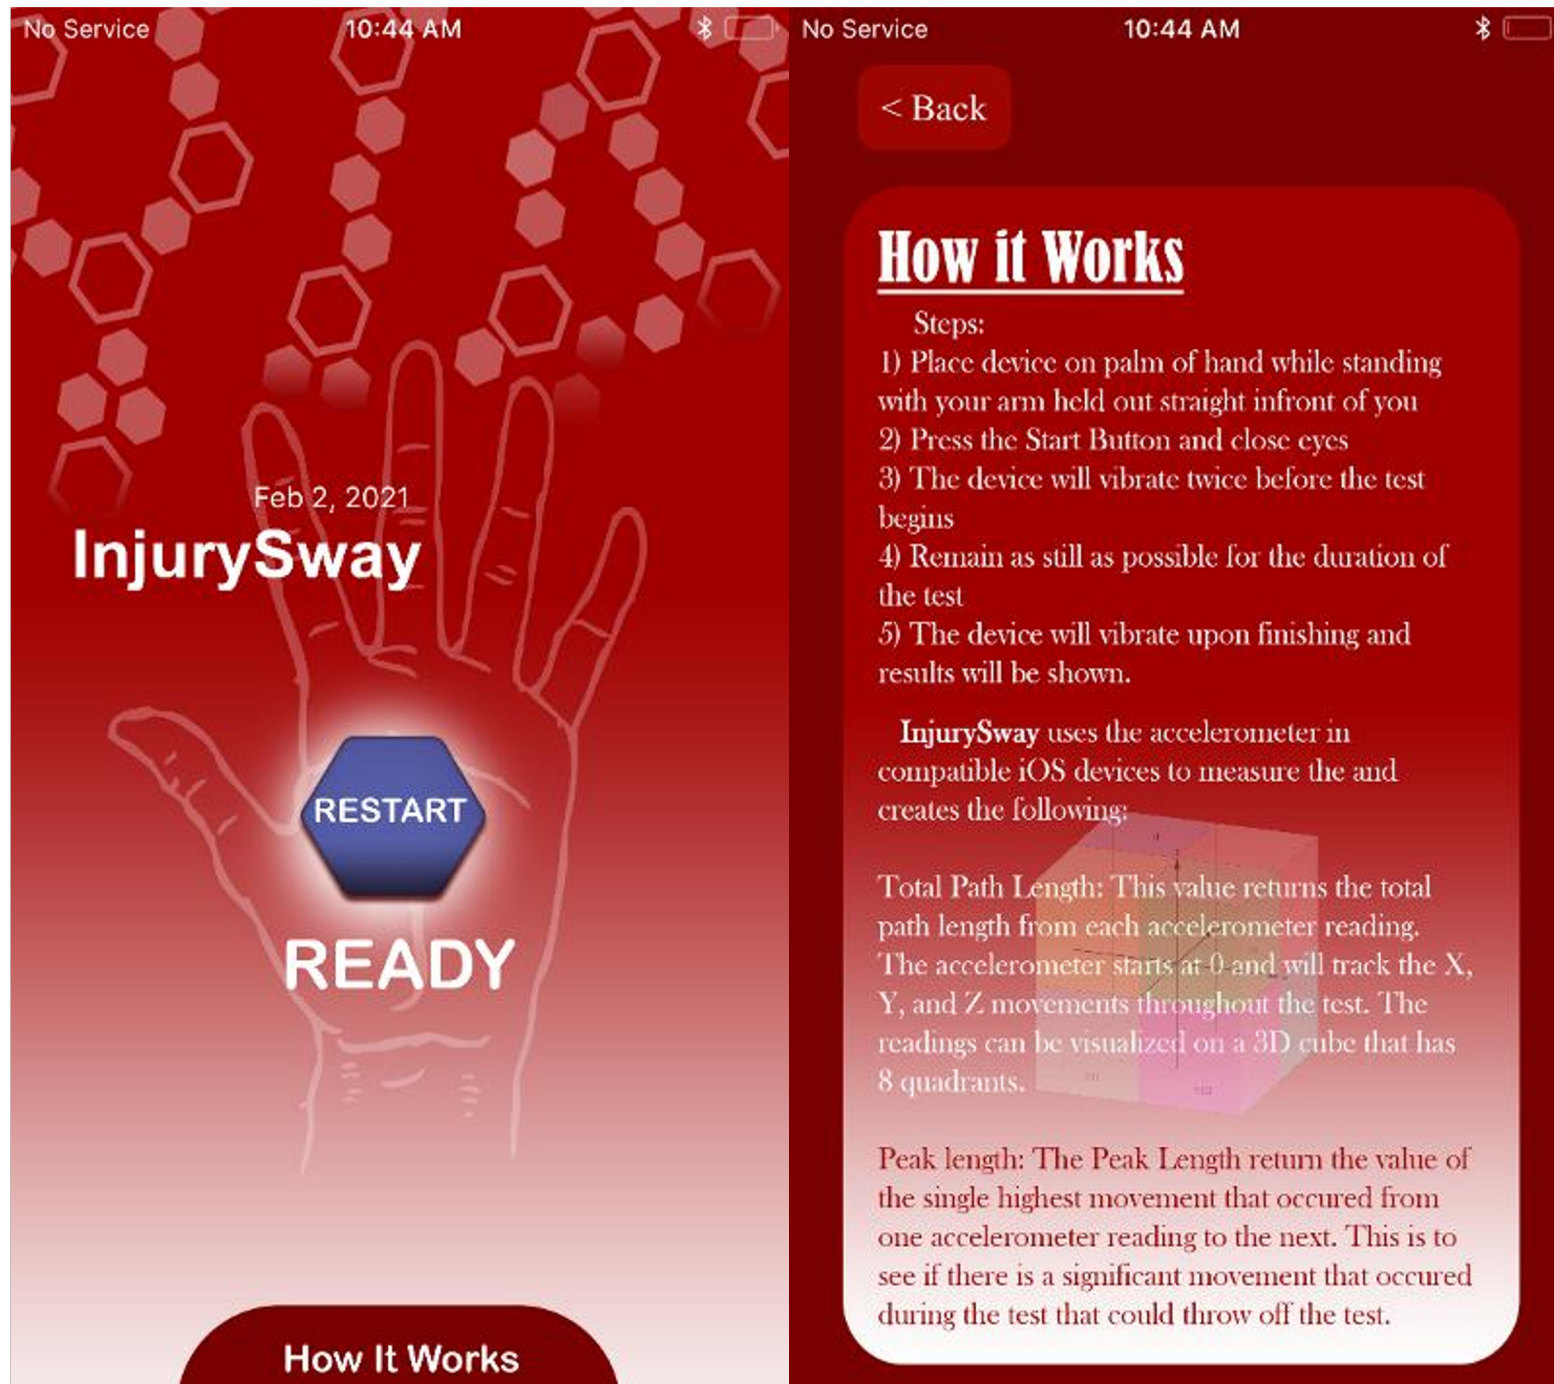 No Service 10:44 AM
Feb 2, 2021
InjurySway
RESTART
READY
How It Works
No Service 10:44 AM
< Back
How it Works
Steps:
1) Place device on palm of hand while standing
with your arm held out straight infront of you
2) Press the Start Button and close eyes
3) The device will vibrate twice before the test
begins
4) Remain as still as possible for the duration of
the test
5) The device will vibrate upon finishing and
results will be shown.
InjurySway uses the accelerometer in
compatible iOS devices to measure the and
creates the following:
Total Path Length: This value returns the total
path length from each accelerometer reading.
The accelerometer starts at 0 and will track the X,
Y, and Z movements throughout the test. The
readings can be visualized on a 3D cube that has
8 quadrants.
Peak length: The Peak Length return the value of
the single highest movement that occured from
one accelerometer reading to the next. This is to
see if there is a significant movement that occured
during the test that could throw off the test.